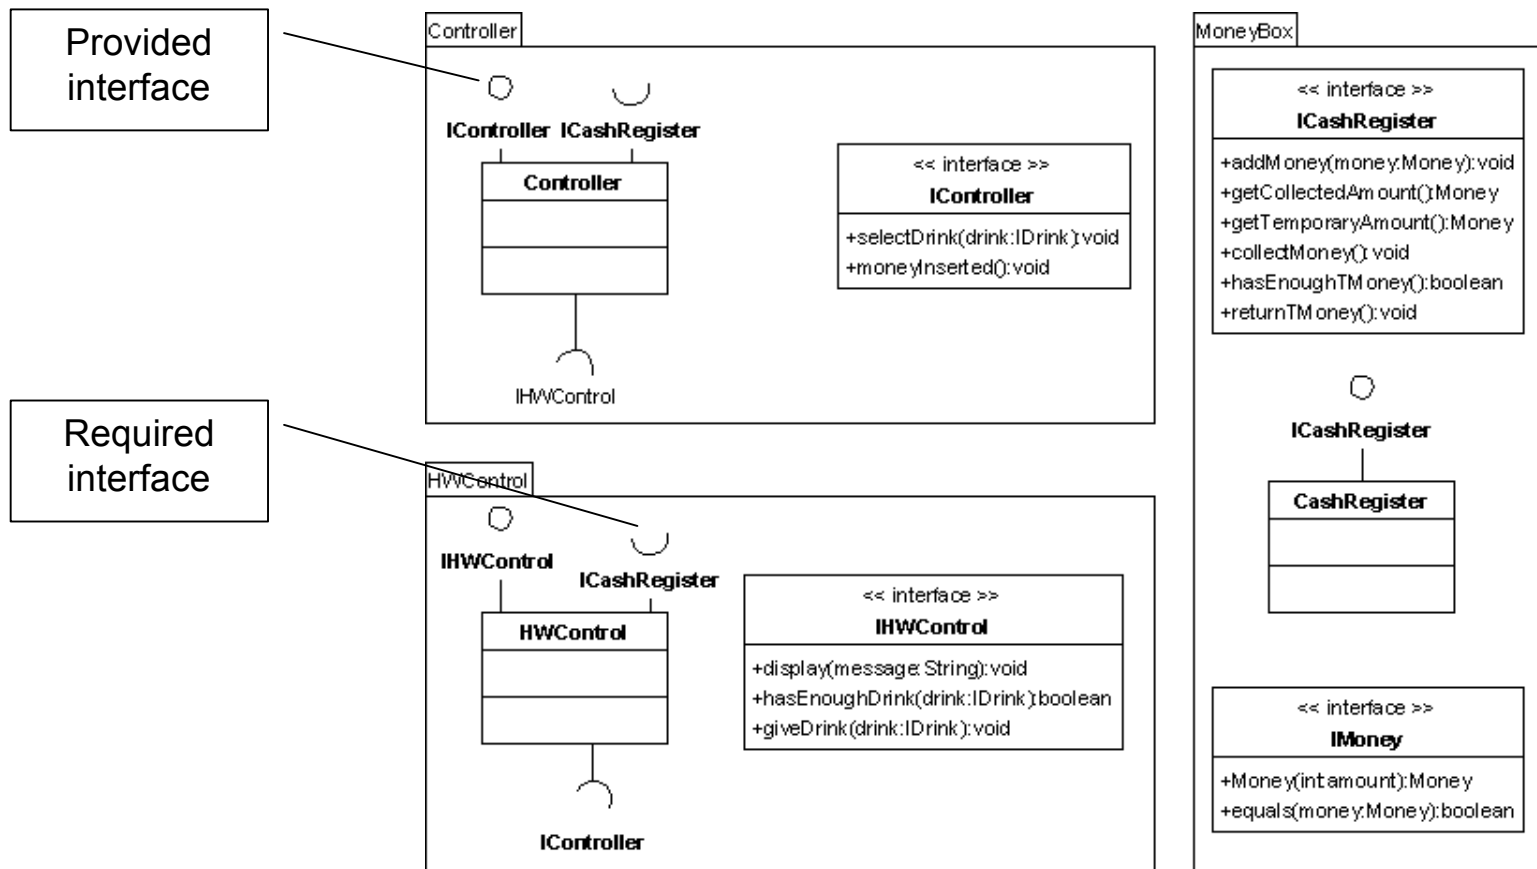 Provided
interface
Controller
IController ICashRegister
Controller
IHWControl
<< interface >>
IController
+selectDrink(drink:IDrink):void
+moneyInserted():void
MoneyBox
<< interface >>
ICashRegister
+addMoney(money:Money):void
+getCollectedAmount():Money
+getTemporaryAmount():Money
+collectMoney():void
+hasEnoughTMoney():boolean
+returnTMoney():void
ICashRegister
CashRegister
<< interface >>
IMoney
+Money(int:amount):Money
+equals(money:Money):boolean
Required
interface
HWControl
IHWControl
ICashRegister
HWControl
IController
<< interface >>
IHWControl
+display(message:String):void
+hasEnoughDrink(drink:IDrink):boolean
+giveDrink(drink:IDrink):void